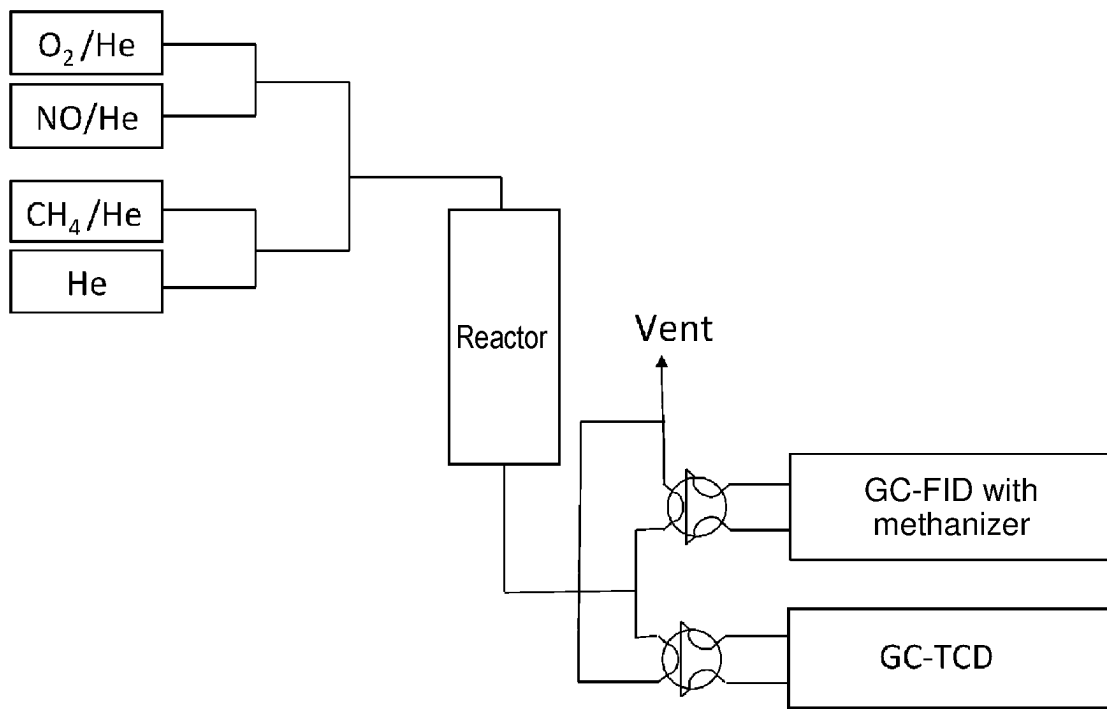 O₂/He
NO/He
CH₄/He
He
Reactor
Vent
GC-FID with
methanizer
GC-TCD